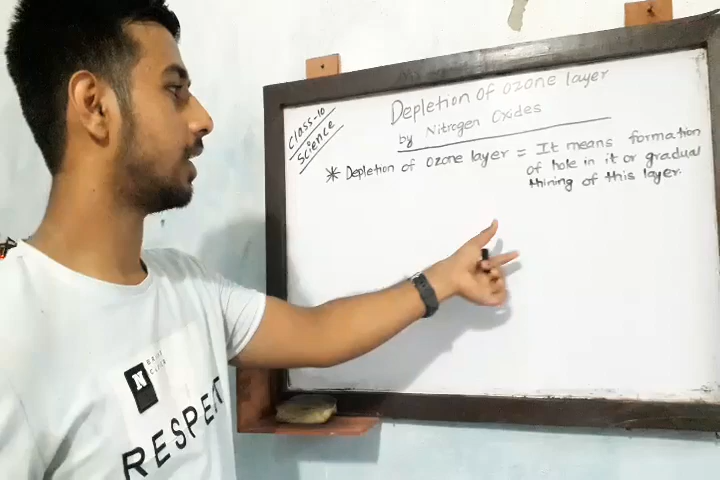 Class-10
Science
Depletion of ozone layer
by Nitrogen Oxides
* Depletion of ozone layer = It means formation
of hole in it or gradual
thining of this layer.
N
RESPECT